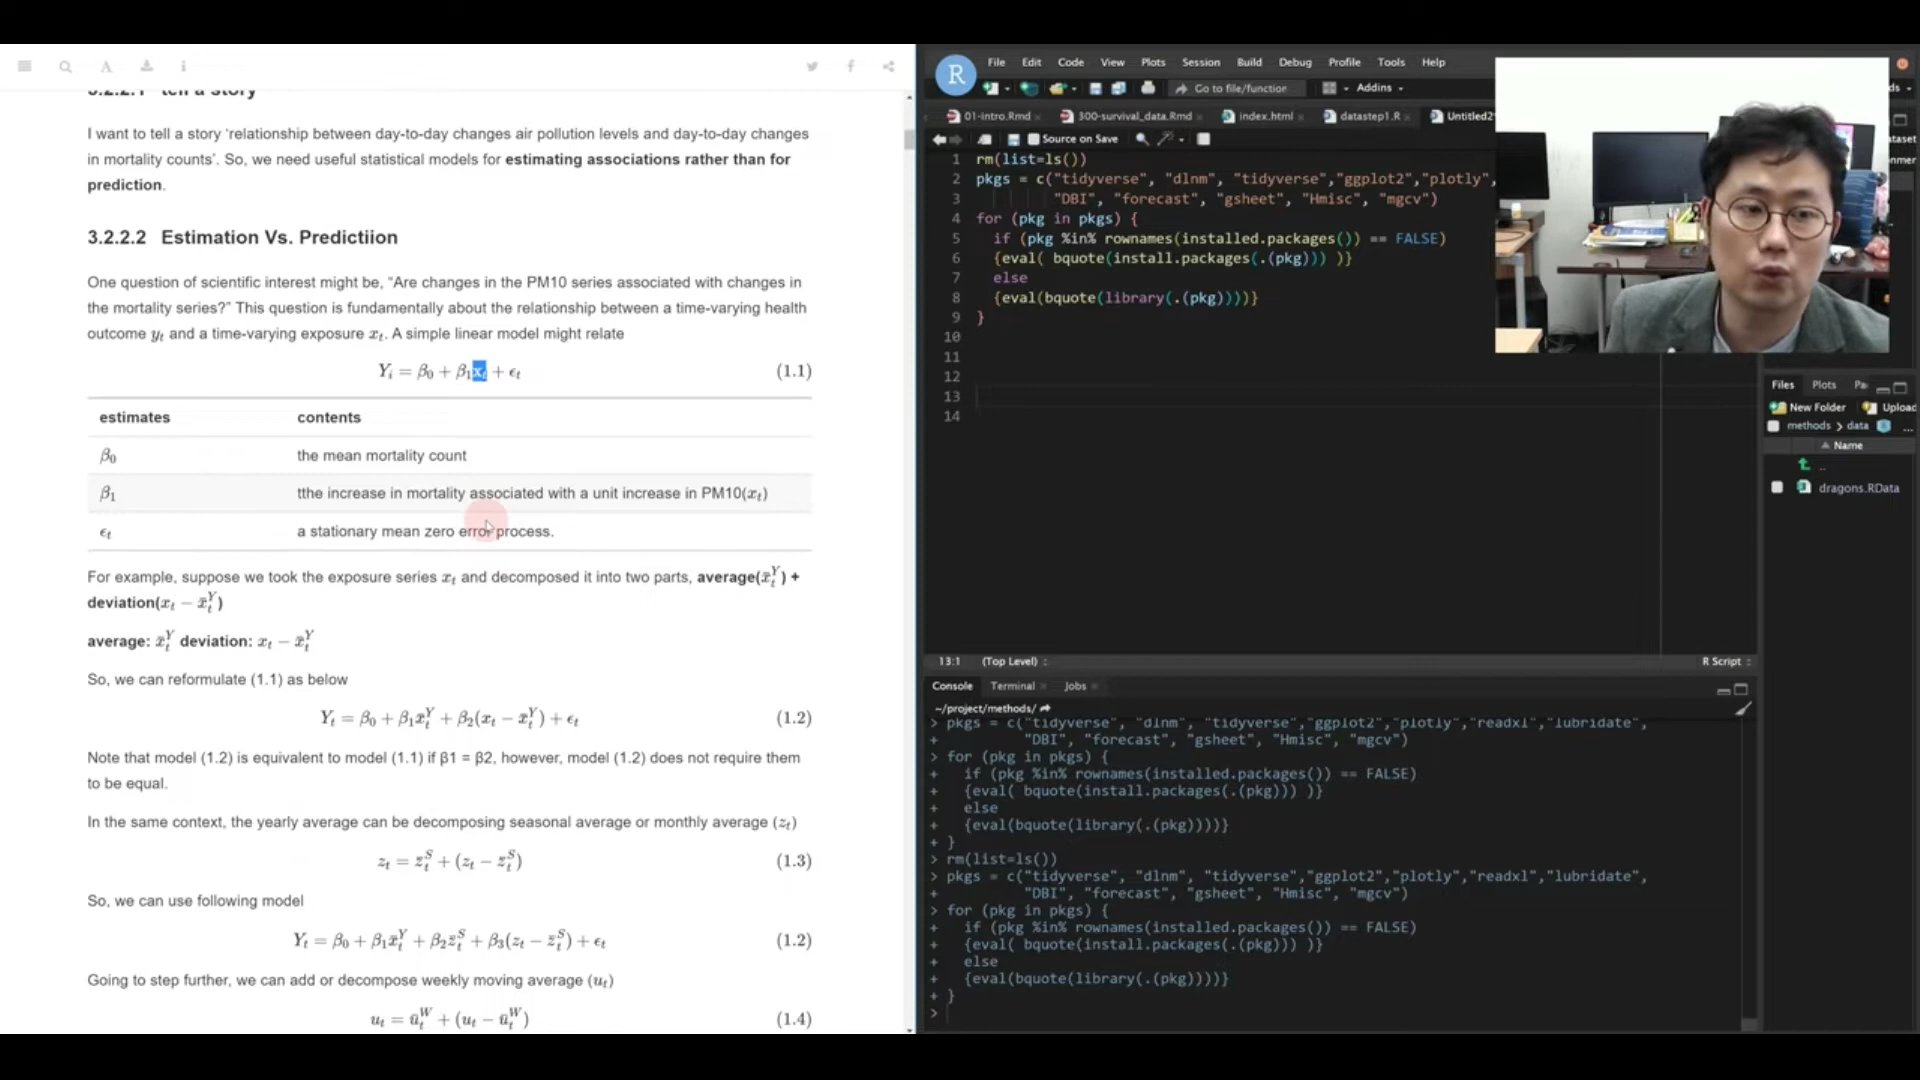 3.2.2.1 tell a story
I want to tell a story ‘relationship between day-to-day changes air pollution levels and day-to-day changes
in mortality counts’. So, we need useful statistical models for estimating associations rather than for
prediction.
3.2.2.2 Estimation Vs. Predictiion
One question of scientific interest might be, “Are changes in the PM10 series associated with changes in
the mortality series?” This question is fundamentally about the relationship between a time-varying health
outcome yₜ and a time-varying exposure xₜ. A simple linear model might relate
Yᵢ = β₀ + β₁xₜ + ϵₜ (1.1)
estimates contents
β₀ the mean mortality count
β₁ tthe increase in mortality associated with a unit increase in PM10(xₜ)
ϵₜ a stationary mean zero error process.
For example, suppose we took the exposure series xₜ and decomposed it into two parts, average(x̄ₜ^Y) +
deviation(xₜ − x̄ₜ^Y)
average: x̄ₜ^Y deviation: xₜ − x̄ₜ^Y
So, we can reformulate (1.1) as below
Yₜ = β₀ + β₁x̄ₜ^Y + β₂(xₜ − x̄ₜ^Y) + ϵₜ (1.2)
Note that model (1.2) is equivalent to model (1.1) if β1 = β2, however, model (1.2) does not require them
to be equal.
In the same context, the yearly average can be decomposing seasonal average or monthly average (zₜ)
zₜ = z̄ₜ^S + (zₜ − z̄ₜ^S) (1.3)
So, we can use following model
Yₜ = β₀ + β₁x̄ₜ^Y + β₂z̄ₜ^S + β₃(zₜ − z̄ₜ^S) + ϵₜ (1.2)
Going to step further, we can add or decompose weekly moving average (uₜ)
uₜ = ūₜ^W + (uₜ − ūₜ^W) (1.4)
R File Edit Code View Plots Session Build Debug Profile Tools Help
Go to file/function Addins
01-intro.Rmd 300-survival_data.Rmd index.html datastep1.R Untitled2
Source on Save
1 rm(list=ls())
2 pkgs = c("tidyverse", "dlnm", "tidyverse","ggplot2","plotly",
3 "DBI", "forecast", "gsheet", "Hmisc", "mgcv")
4 for (pkg in pkgs) {
5 if (pkg %in% rownames(installed.packages()) == FALSE)
6 {eval( bquote(install.packages(.(pkg))) )}
7 else
8 {eval(bquote(library(.(pkg))))}
9 }
10
11
12
13
14
13:1 (Top Level) R Script
Console Terminal Jobs
~/project/methods/
> pkgs = c("tidyverse", "dlnm", "tidyverse","ggplot2","plotly","readxl","lubridate",
+ "DBI", "forecast", "gsheet", "Hmisc", "mgcv")
> for (pkg in pkgs) {
+ if (pkg %in% rownames(installed.packages()) == FALSE)
+ {eval( bquote(install.packages(.(pkg))) )}
+ else
+ {eval(bquote(library(.(pkg))))}
+ }
> rm(list=ls())
> pkgs = c("tidyverse", "dlnm", "tidyverse","ggplot2","plotly","readxl","lubridate",
+ "DBI", "forecast", "gsheet", "Hmisc", "mgcv")
> for (pkg in pkgs) {
+ if (pkg %in% rownames(installed.packages()) == FALSE)
+ {eval( bquote(install.packages(.(pkg))) )}
+ else
+ {eval(bquote(library(.(pkg))))}
+ }
>
Files Plots Pa
New Folder Upload
methods > data ...
Name
..
dragons.RData